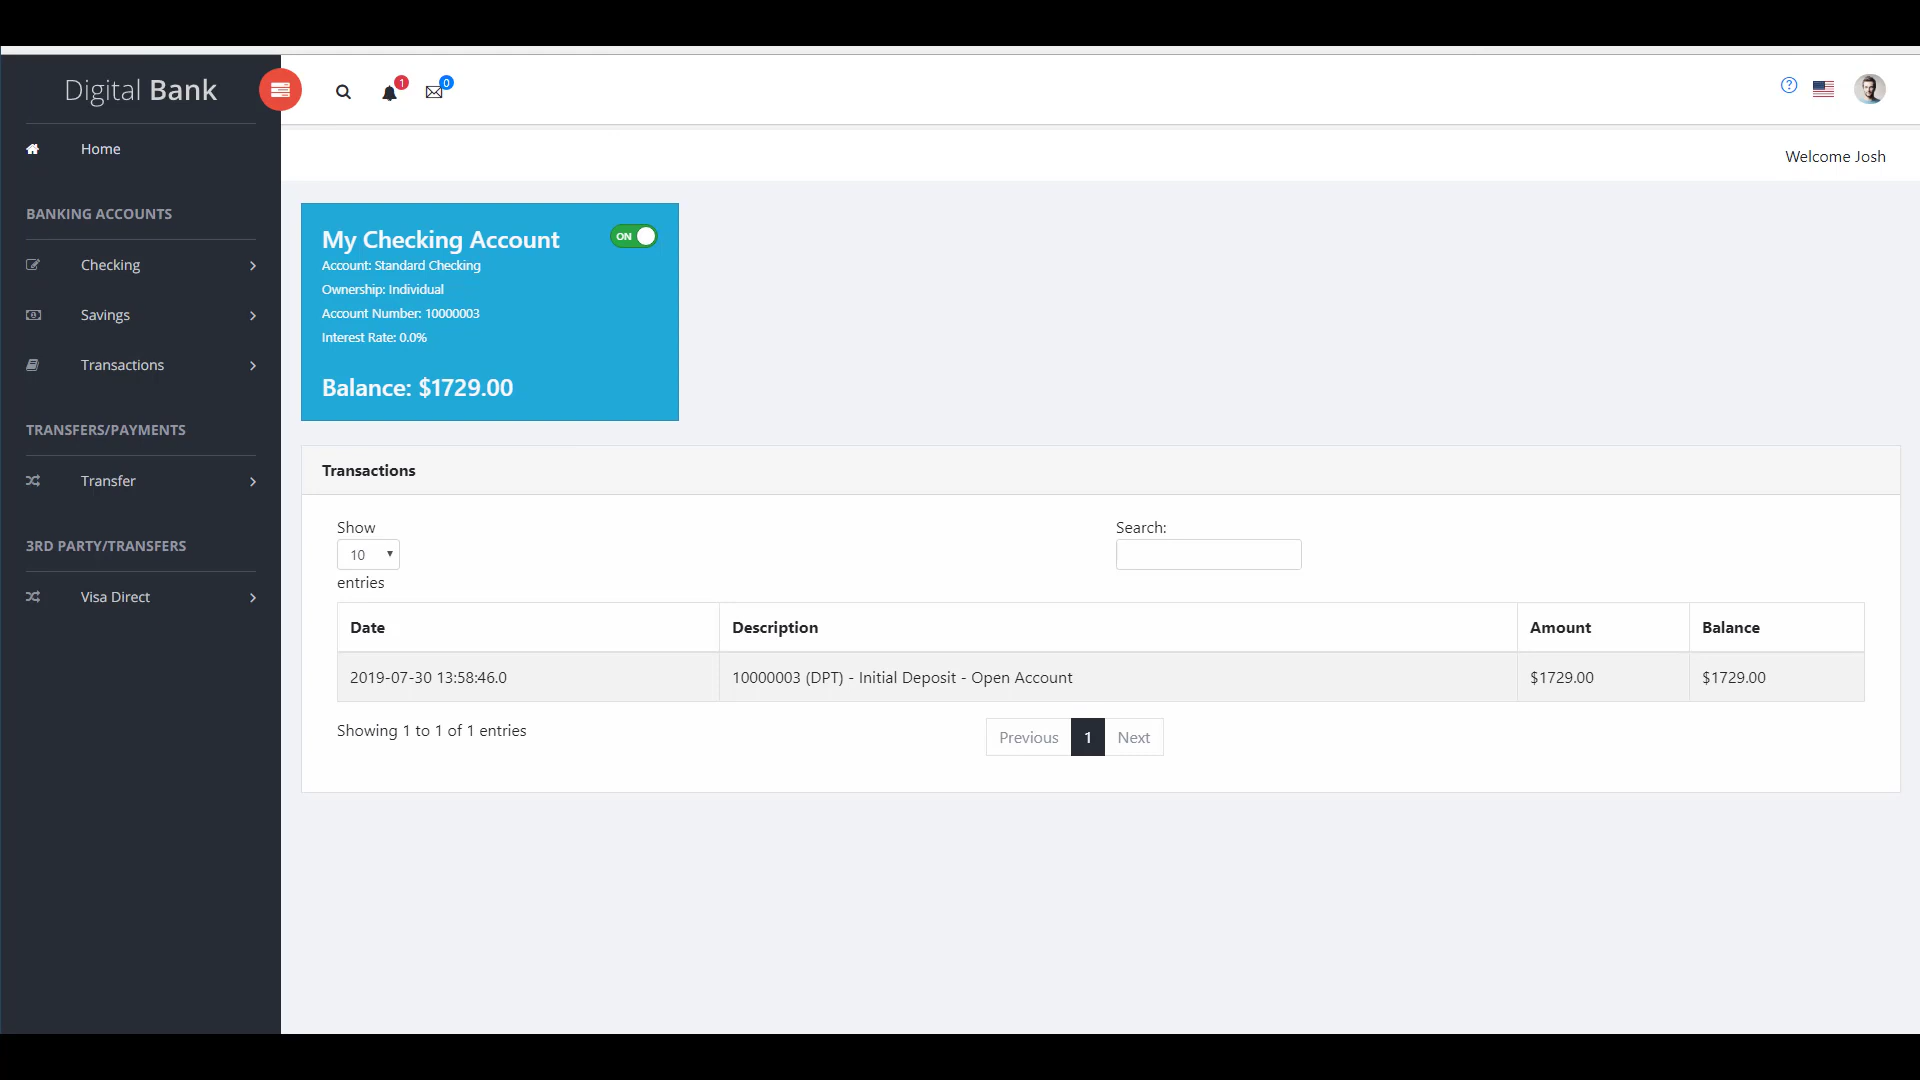 Digital Bank
1
0
Home
Welcome Josh
BANKING ACCOUNTS
Checking
Savings
Transactions
TRANSFERS/PAYMENTS
Transfer
3RD PARTY/TRANSFERS
Visa Direct
My Checking Account
ON
Account: Standard Checking
Ownership: Individual
Account Number: 10000003
Interest Rate: 0.0%
Balance: $1729.00
Transactions
Show
10
entries
Search:
Date Description Amount Balance
2019-07-30 13:58:46.0 10000003 (DPT) - Initial Deposit - Open Account $1729.00 $1729.00
Showing 1 to 1 of 1 entries
Previous 1 Next